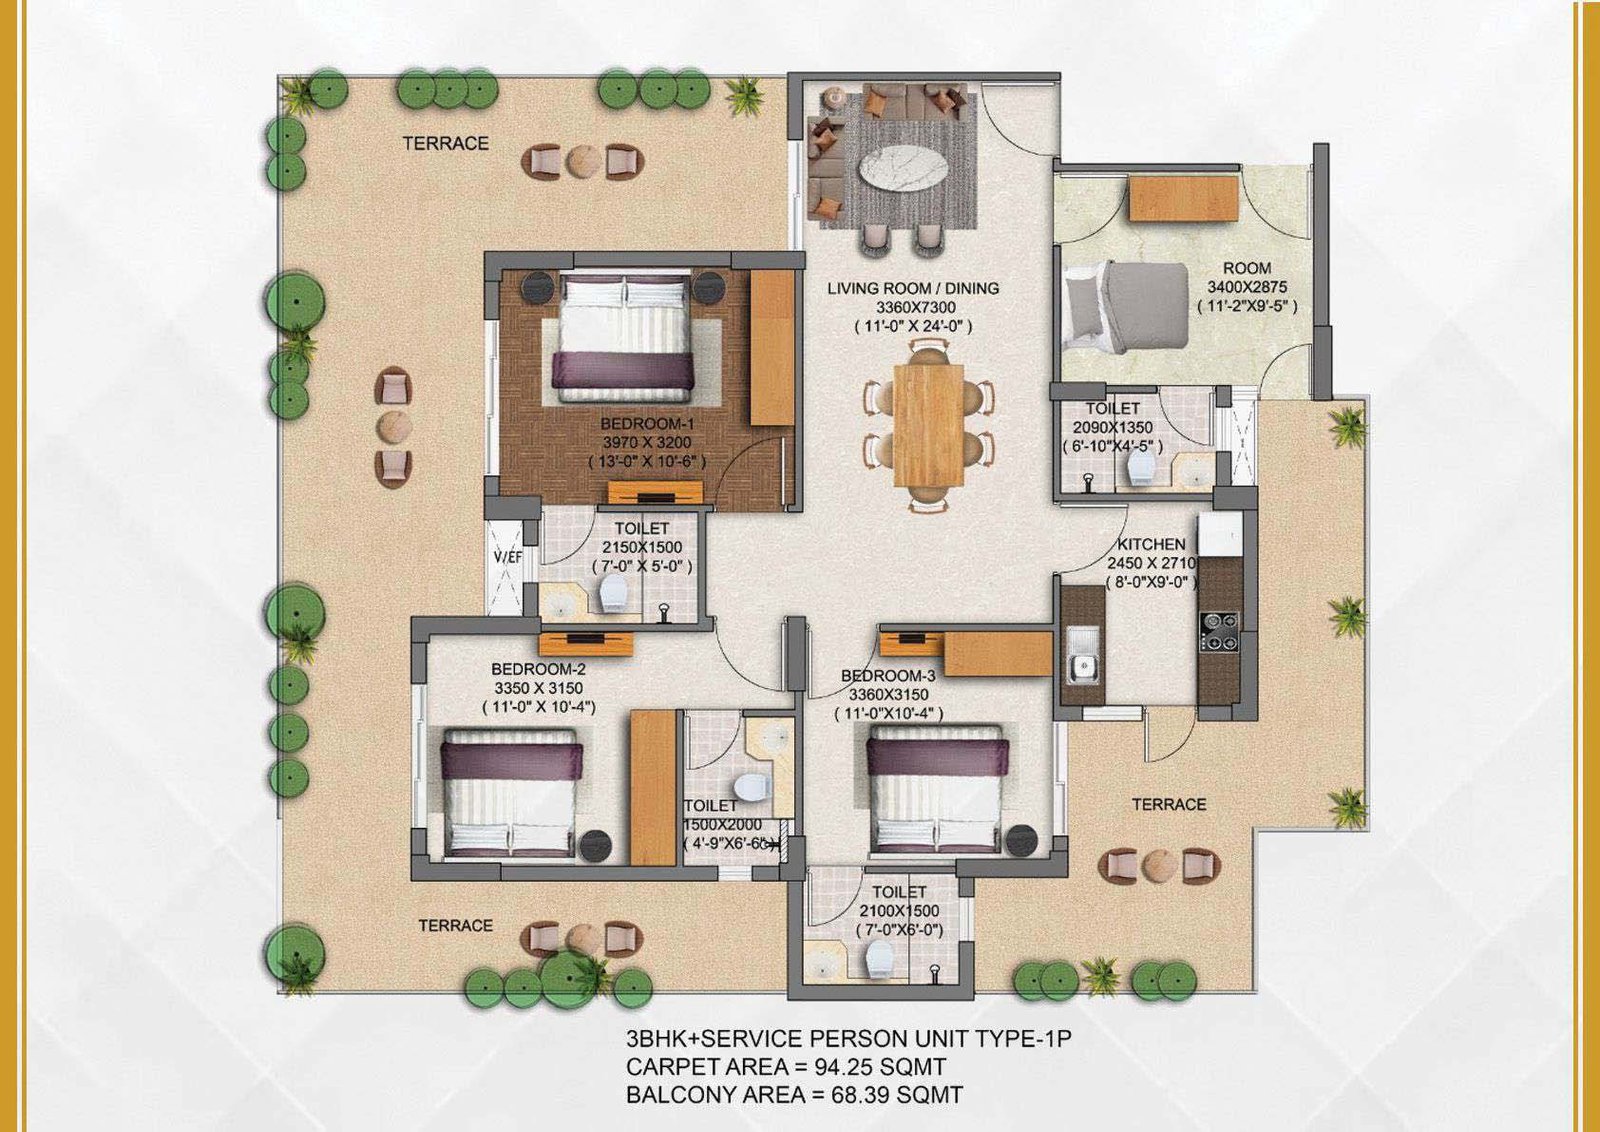 TERRACE
LIVING ROOM / DINING
3360X7300
( 11'-0" X 24'-0" )
ROOM
3400X2875
( 11'-2"X9'-5" )
BEDROOM-1
3970 X 3200
( 13'-0" X 10'-6" )
TOILET
2090X1350
( 6'-10"X4'-5" )
V/EF
TOILET
2150X1500
( 7'-0" X 5'-0" )
KITCHEN
2450 X 2710
( 8'-0"X9'-0" )
BEDROOM-2
3350 X 3150
( 11'-0" X 10'-4")
BEDROOM-3
3360X3150
( 11'-0"X10'-4" )
TOILET
1500X2000
( 4'-9"X6'-6" )
TERRACE
TERRACE
TOILET
2100X1500
( 7'-0"X6'-0")
3BHK+SERVICE PERSON UNIT TYPE-1P
CARPET AREA = 94.25 SQMT
BALCONY AREA = 68.39 SQMT